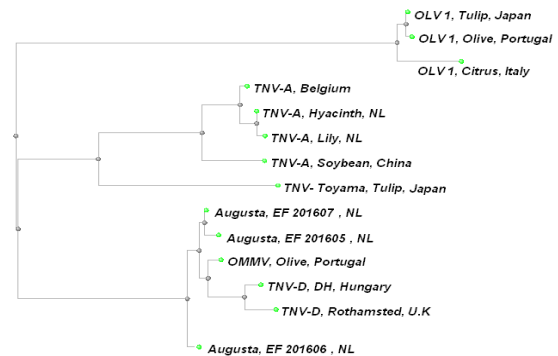 OLV 1, Tulip, Japan
OLV 1, Olive, Portugal
OLV 1, Citrus, Italy
TNV-A, Belgium
TNV-A, Hyacinth, NL
TNV-A, Lily, NL
TNV-A, Soybean, China
TNV- Toyama, Tulip, Japan
Augusta, EF 201607 , NL
Augusta, EF 201605 , NL
OMMV, Olive, Portugal
TNV-D, DH, Hungary
TNV-D, Rothamsted, U.K
Augusta, EF 201606 , NL